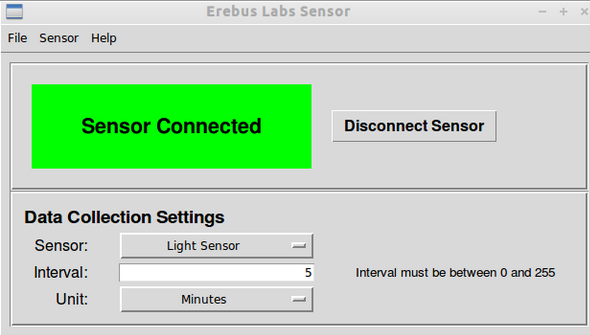 Erebus Labs Sensor
File Sensor Help
Sensor Connected
Disconnect Sensor
Data Collection Settings
Sensor: Light Sensor
Interval: 5 Interval must be between 0 and 255
Unit: Minutes